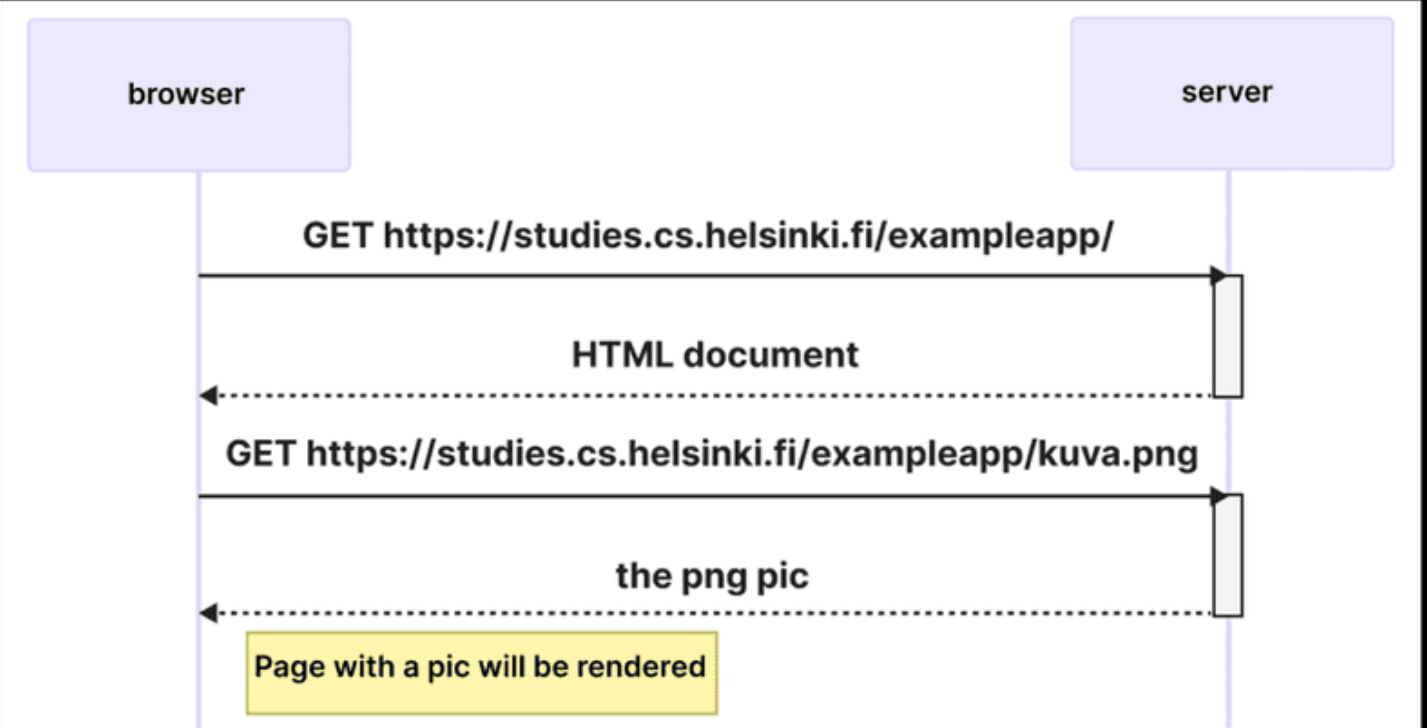 browser
server
GET https://studies.cs.helsinki.fi/exampleapp/
HTML document
GET https://studies.cs.helsinki.fi/exampleapp/kuva.png
the png pic
Page with a pic will be rendered